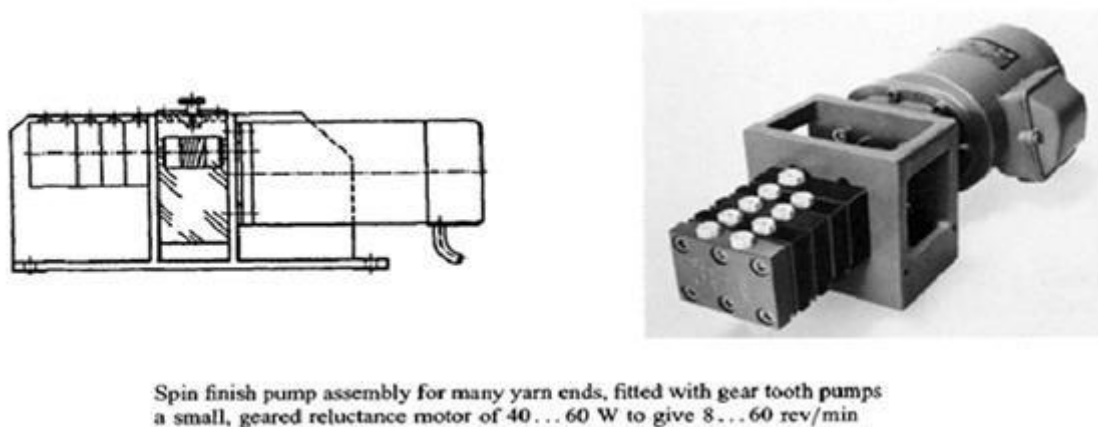 Spin finish pump assembly for many yarn ends, fitted with gear tooth pumps
a small, geared reluctance motor of 40...60 W to give 8...60 rev/min